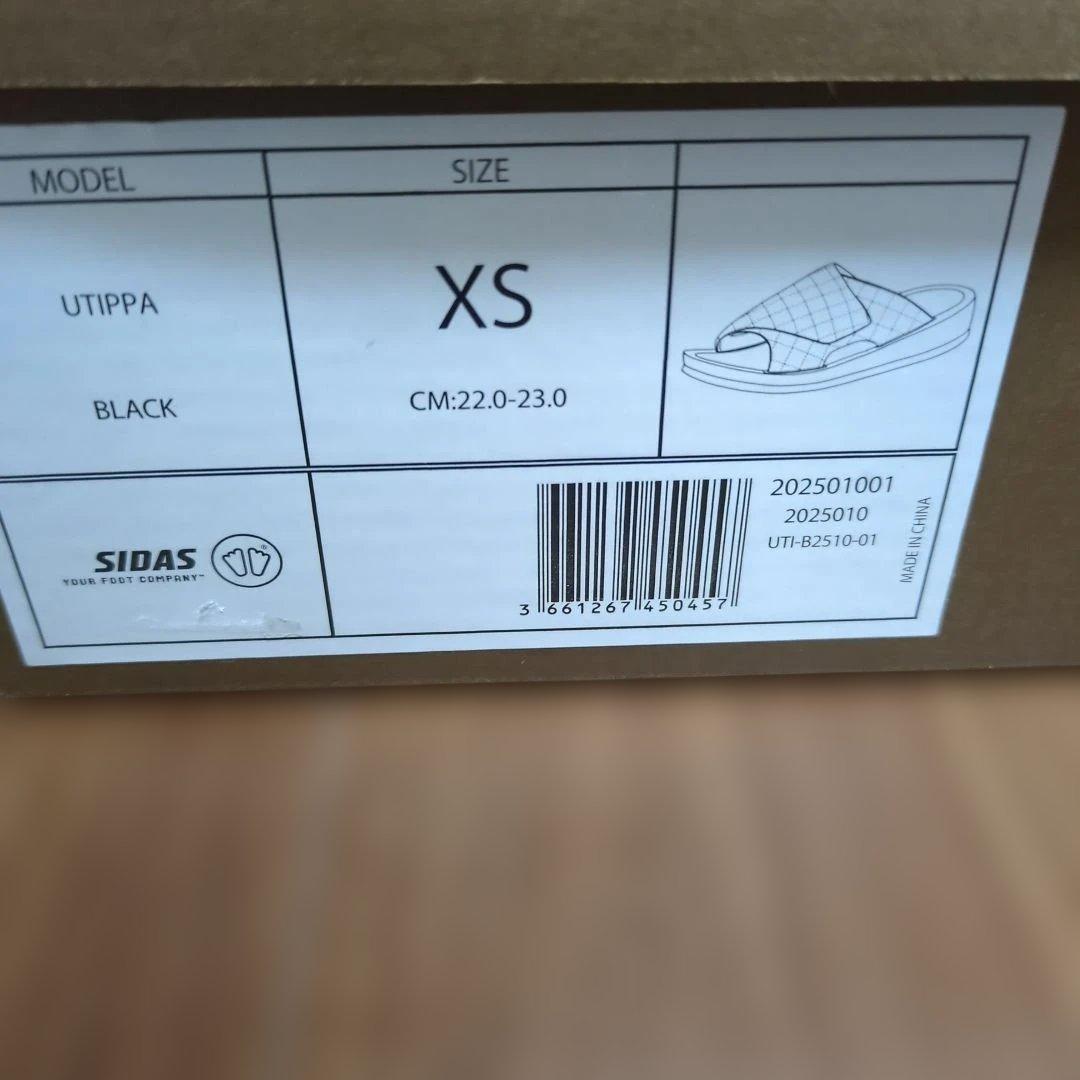 MODEL
SIZE
UTIPPA
BLACK
XS
CM:22.0-23.0
SIDAS
YOUR FOOT COMPANY™
®
3 661267 450457
202501001
2025010
UTI-B2510-01
MADE IN CHINA